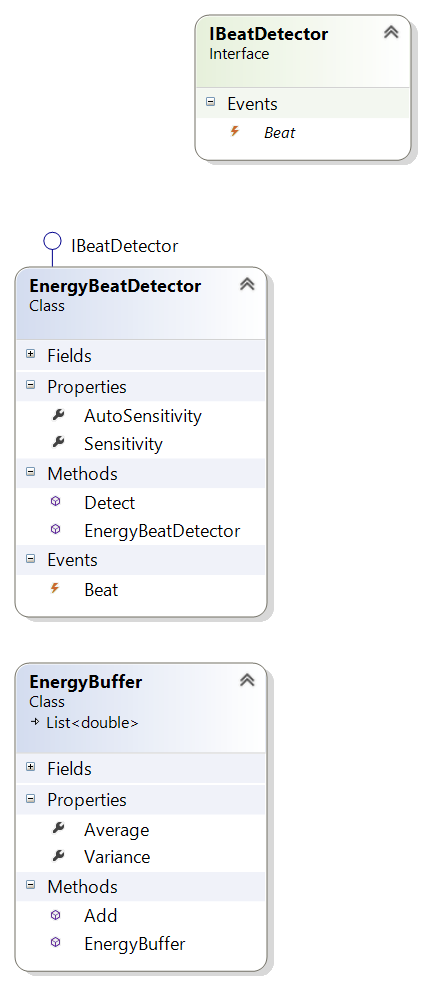 IBeatDetector
Interface
Events
Beat
IBeatDetector
EnergyBeatDetector
Class
Fields
Properties
AutoSensitivity
Sensitivity
Methods
Detect
EnergyBeatDetector
Events
Beat
EnergyBuffer
Class
List<double>
Fields
Properties
Average
Variance
Methods
Add
EnergyBuffer